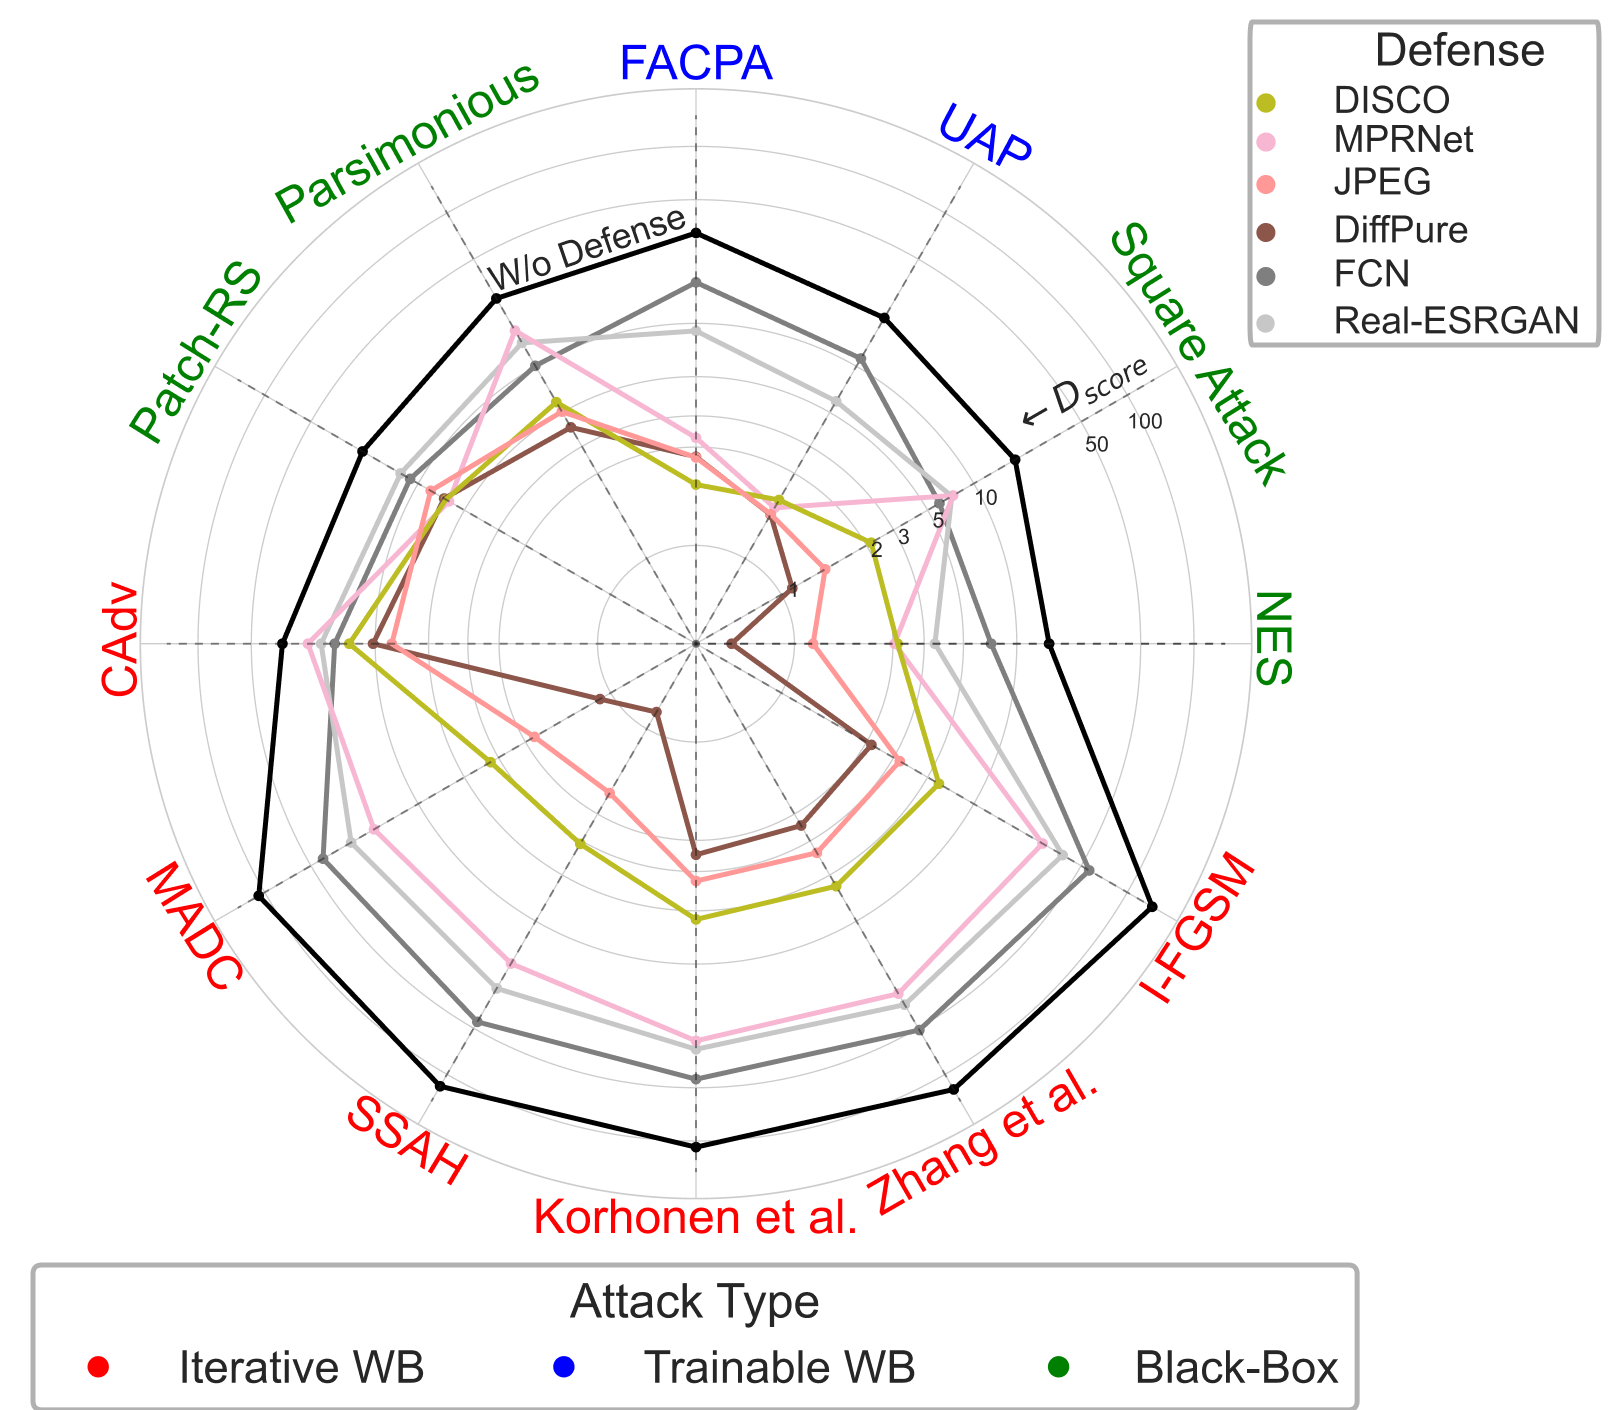 FACPA
UAP
Square Attack
NES
I-FGSM
Zhang et al.
Korhonen et al.
SSAH
MADC
CAdv
Patch-RS
Parsimonious
W/o Defense
← Dscore
100
50
10
5
3
2
1
Defense
DISCO
MPRNet
JPEG
DiffPure
FCN
Real-ESRGAN
Attack Type
Iterative WB Trainable WB Black-Box